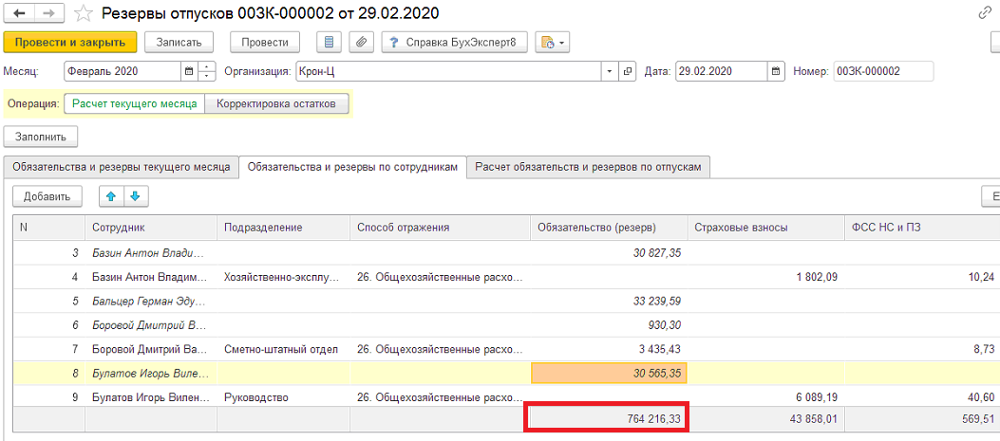 Резервы отпусков 00ЗК-000002 от 29.02.2020
Провести и закрыть Записать Провести ? Справка БухЭксперт8
Месяц: Февраль 2020 Организация: Крон-Ц Дата: 29.02.2020 Номер: 00ЗК-000002
Операция: Расчет текущего месяца Корректировка остатков
Заполнить
Обязательства и резервы текущего месяца Обязательства и резервы по сотрудникам Расчет обязательств и резервов по отпускам
Добавить Е
N Сотрудник Подразделение Способ отражения Обязательство (резерв) Страховые взносы ФСС НС и ПЗ
3 Базин Антон Влади... 30 827,35
4 Базин Антон Владим... Хозяйственно-эксплу... 26. Общехозяйственные расхо... 1 802,09 10,24
5 Бальцер Герман Эду... 33 239,59
6 Боровой Дмитрий В... 930,30
7 Боровой Дмитрий Ва... Сметно-штатный отдел 26. Общехозяйственные расхо... 3 435,43 8,73
8 Булатов Игорь Виле... 30 565,35
9 Булатов Игорь Вилен... Руководство 26. Общехозяйственные расхо... 6 089,19 40,60
764 216,33 43 858,01 569,51